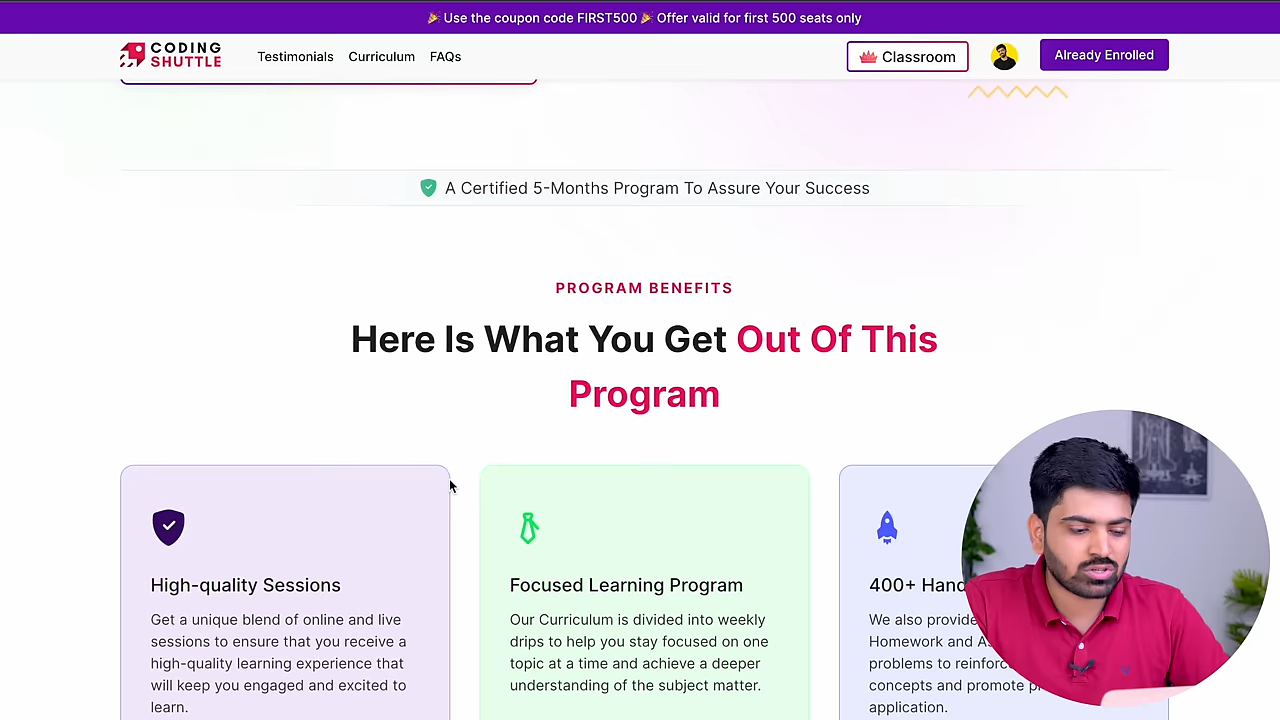 🎉 Use the coupon code FIRST500 🎉 Offer valid for first 500 seats only
CODING
SHUTTLE
Testimonials
Curriculum
FAQs
Classroom
Already Enrolled
A Certified 5-Months Program To Assure Your Success
PROGRAM BENEFITS
Here Is What You Get Out Of This
Program
High-quality Sessions
Get a unique blend of online and live
sessions to ensure that you receive a
high-quality learning experience that
will keep you engaged and excited to
learn.
Focused Learning Program
Our Curriculum is divided into weekly
drips to help you stay focused on one
topic at a time and achieve a deeper
understanding of the subject matter.
400+
We also provide
Homework and
problems to
concepts and promote
application.